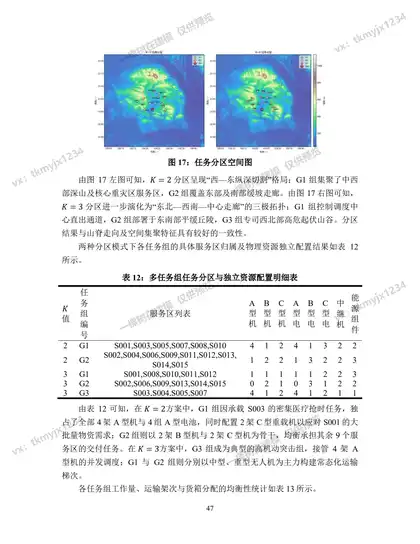 图 17：任务分区空间图
由图 17 左图可知，K = 2 分区呈现“西—东纵深切割”格局：G1 组集聚了中西
部深山及核心重灾区服务区，G2 组覆盖东部及南部缓坡走廊。由图 17 右图可知，
K = 3 分区进一步演化为“东北—西南—中心走廊”的三极拓扑：G1 组控制调度中
心直出通道，G2 组部署于东南部平缓丘陵，G3 组专司西北部高危起伏山谷。分区
结果与山脊走向及空间集聚特征具有较好的一致性。
两种分区模式下各任务组的具体服务区归属及物理资源独立配置结果如表 12
所示。
表 12：多任务组任务分区与独立资源配置明细表
K 值 任务组编号 服务区列表 A型机 B型机 C型机 A型电 B型电 C型电 中继机 能源组件
2 G1 S001,S003,S005,S007,S008,S010 4 1 2 4 1 3 2 2
2 G2 S002,S004,S006,S009,S011,S012,S013,
S014,S015 1 2 2 1 3 2 2 3
3 G1 S001,S008,S010,S011,S012 1 1 1 1 1 2 2 3
3 G2 S002,S006,S009,S013,S014,S015 0 2 1 0 3 1 2 2
3 G3 S003,S004,S005,S007 4 1 2 4 1 2 1 1
由表 12 可知，在 K = 2方案中，G1 组因承载 S003 的密集医疗抢时任务，独
占了全部 4 架 A 型机与 4 组 A 型电池，同时配置 2 架 C 型重载机以应对 S001 的大
批量物资需求；G2 组则以 2 架 B 型机与 2 架 C 型机为骨干，均衡承担其余 9 个服
务区的交付任务。在 K = 3方案中，G3 组成为典型的高机动突击组，接管 4 架 A
型机的并发调度；G1 与 G2 组则分别以中型、重型无人机为主力构建常态化运输
梯次。
各任务组工作量、运输架次与货箱分配的均衡性统计如表 13 所示。
47
vx: tkmyjx1234